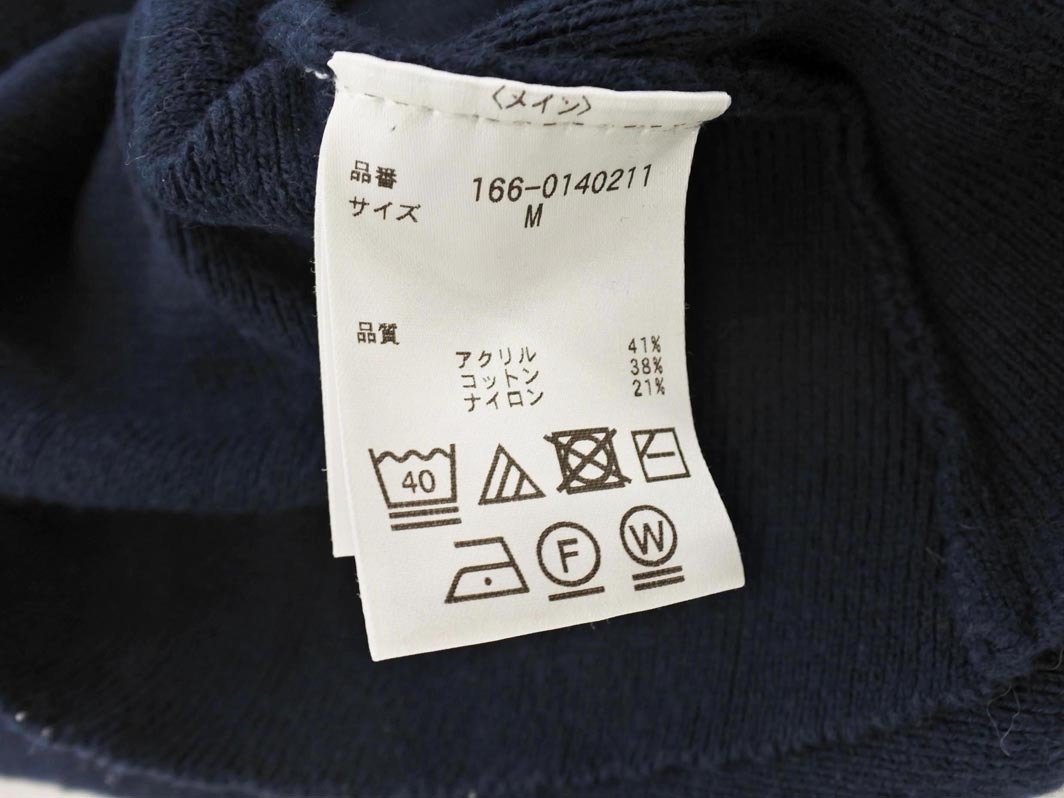 〈メイン〉
品番 166-0140211
サイズ M
品質
アクリル 41%
コットン 38%
ナイロン 21%
40
F W